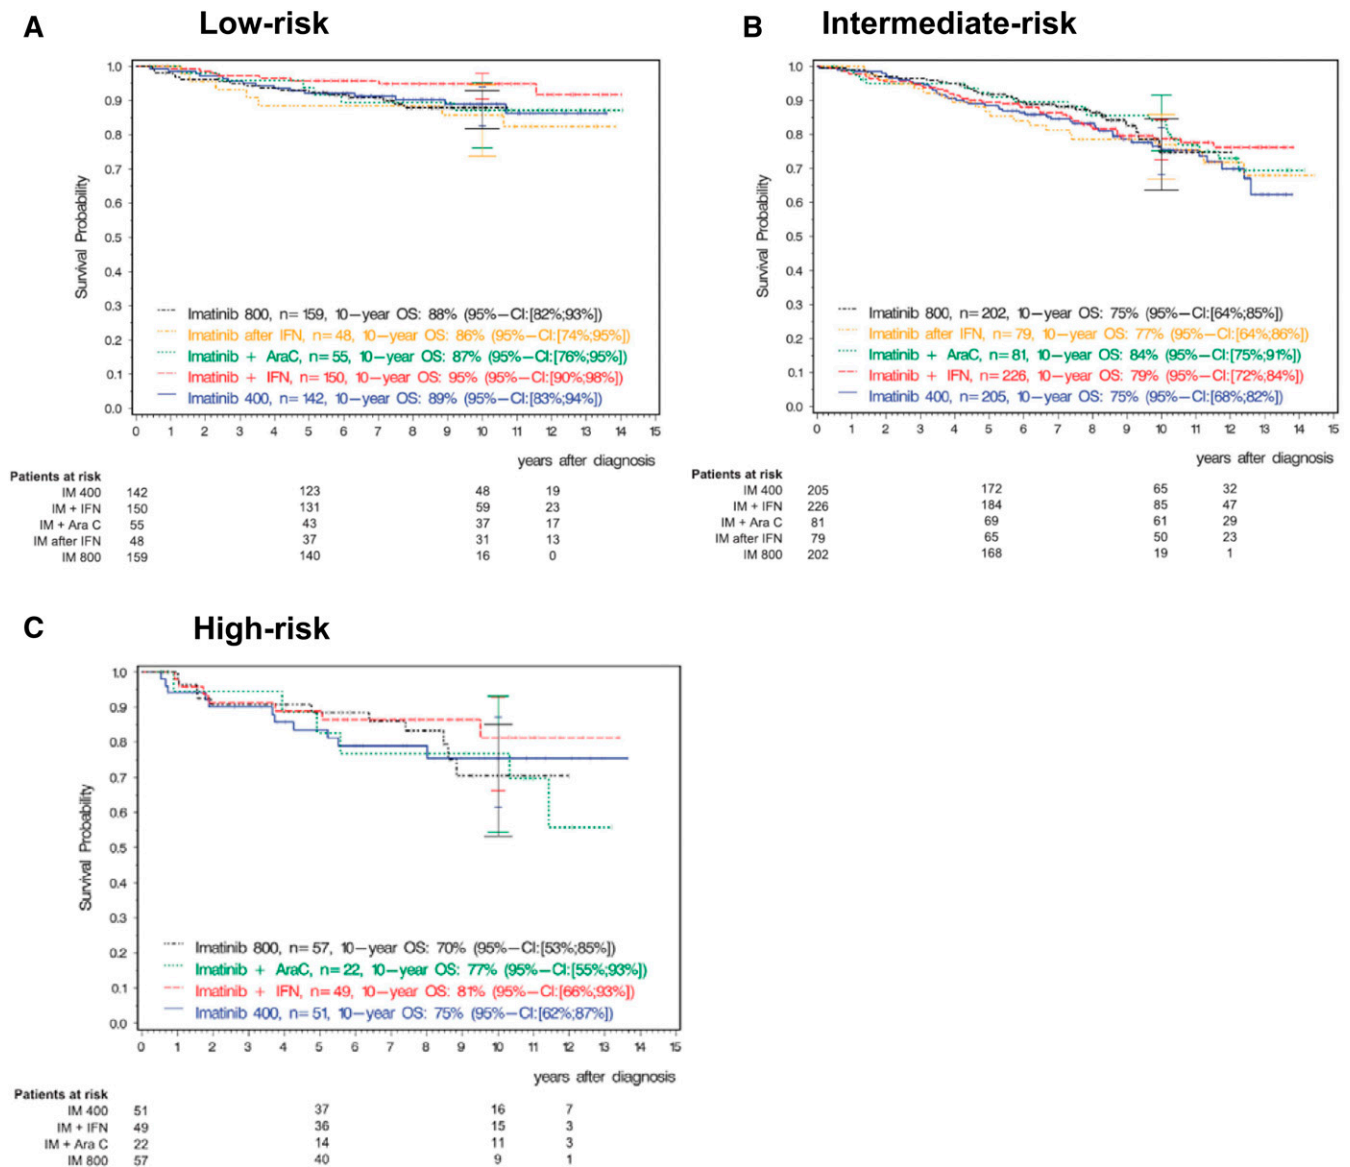 A Low-risk
1.0
0.9
0.8
0.7
0.6
0.5
0.4
0.3
0.2
0.1
0.0
Survival Probability
Imatinib 800, n=159, 10-year OS: 88% (95%-CI:[82%;93%])
Imatinib after IFN, n=48, 10-year OS: 86% (95%-CI:[74%;95%])
Imatinib + AraC, n=55, 10-year OS: 87% (95%-CI:[76%;95%])
Imatinib + IFN, n=150, 10-year OS: 95% (95%-CI:[90%;98%])
Imatinib 400, n=142, 10-year OS: 89% (95%-CI:[83%;94%])
0 1 2 3 4 5 6 7 8 9 10 11 12 13 14 15
years after diagnosis
Patients at risk
IM 400 142 123 48 19
IM + IFN 150 131 59 23
IM + Ara C 55 43 37 17
IM after IFN 48 37 31 13
IM 800 159 140 16 0
B Intermediate-risk
1.0
0.9
0.8
0.7
0.6
0.5
0.4
0.3
0.2
0.1
0.0
Survival Probability
Imatinib 800, n=202, 10-year OS: 75% (95%-CI:[64%;85%])
Imatinib after IFN, n=79, 10-year OS: 77% (95%-CI:[64%;86%])
Imatinib + AraC, n=81, 10-year OS: 84% (95%-CI:[75%;91%])
Imatinib + IFN, n=226, 10-year OS: 79% (95%-CI:[72%;84%])
Imatinib 400, n=205, 10-year OS: 75% (95%-CI:[68%;82%])
0 1 2 3 4 5 6 7 8 9 10 11 12 13 14 15
years after diagnosis
Patients at risk
IM 400 205 172 65 32
IM + IFN 226 184 85 47
IM + Ara C 81 69 61 29
IM after IFN 79 65 50 23
IM 800 202 168 19 1
C High-risk
1.0
0.9
0.8
0.7
0.6
0.5
0.4
0.3
0.2
0.1
0.0
Survival Probability
Imatinib 800, n=57, 10-year OS: 70% (95%-CI:[53%;85%])
Imatinib + AraC, n=22, 10-year OS: 77% (95%-CI:[55%;93%])
Imatinib + IFN, n=49, 10-year OS: 81% (95%-CI:[66%;93%])
Imatinib 400, n=51, 10-year OS: 75% (95%-CI:[62%;87%])
0 1 2 3 4 5 6 7 8 9 10 11 12 13 14 15
years after diagnosis
Patients at risk
IM 400 51 37 16 7
IM + IFN 49 36 15 3
IM + Ara C 22 14 11 3
IM 800 57 40 9 1